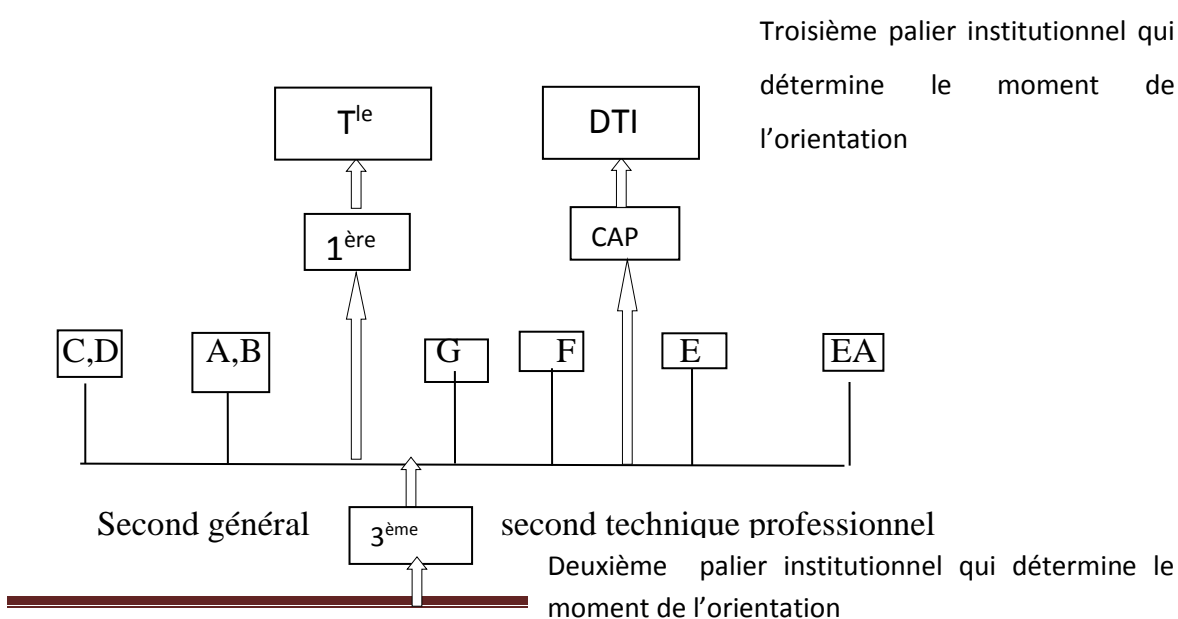 Troisième palier institutionnel qui
détermine le moment de
l’orientation
Tle DTI
1ère CAP
C,D A,B G F E EA
Second général 3ème second technique professionnel
Deuxième palier institutionnel qui détermine le
moment de l’orientation